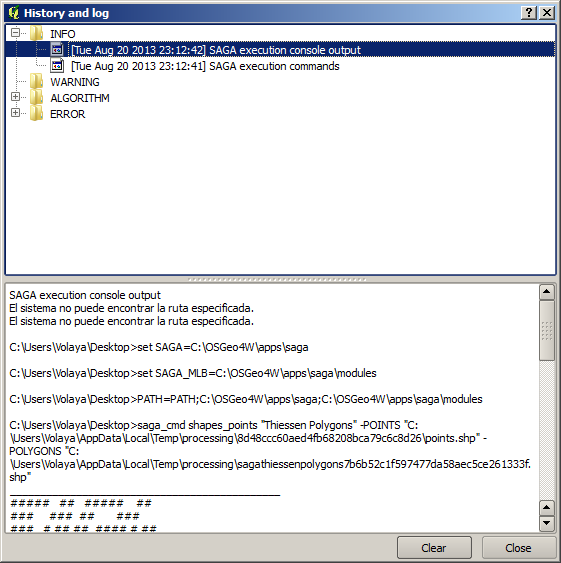 History and log
INFO
[Tue Aug 20 2013 23:12:42] SAGA execution console output
[Tue Aug 20 2013 23:12:41] SAGA execution commands
WARNING
ALGORITHM
ERROR
SAGA execution console output
El sistema no puede encontrar la ruta especificada.
El sistema no puede encontrar la ruta especificada.
C:\Users\Volaya\Desktop>set SAGA=C:\OSGeo4W\apps\saga
C:\Users\Volaya\Desktop>set SAGA_MLB=C:\OSGeo4W\apps\saga\modules
C:\Users\Volaya\Desktop>PATH=PATH;C:\OSGeo4W\apps\saga;C:\OSGeo4W\apps\saga\modules
C:\Users\Volaya\Desktop>saga_cmd shapes_points "Thiessen Polygons" -POINTS "C:
\Users\Volaya\AppData\Local\Temp\processing\8d48ccc60aed4fb68208bca79c6c8d26\points.shp" -
POLYGONS "C:
\Users\Volaya\AppData\Local\Temp\processing\sagathiessenpolygons7b6b52c1f597477da58aec5ce261333f.
shp"
_____________________________________________
##### ## ##### ##
### ### ## ###
### # ## ## #### # ##
Clear
Close